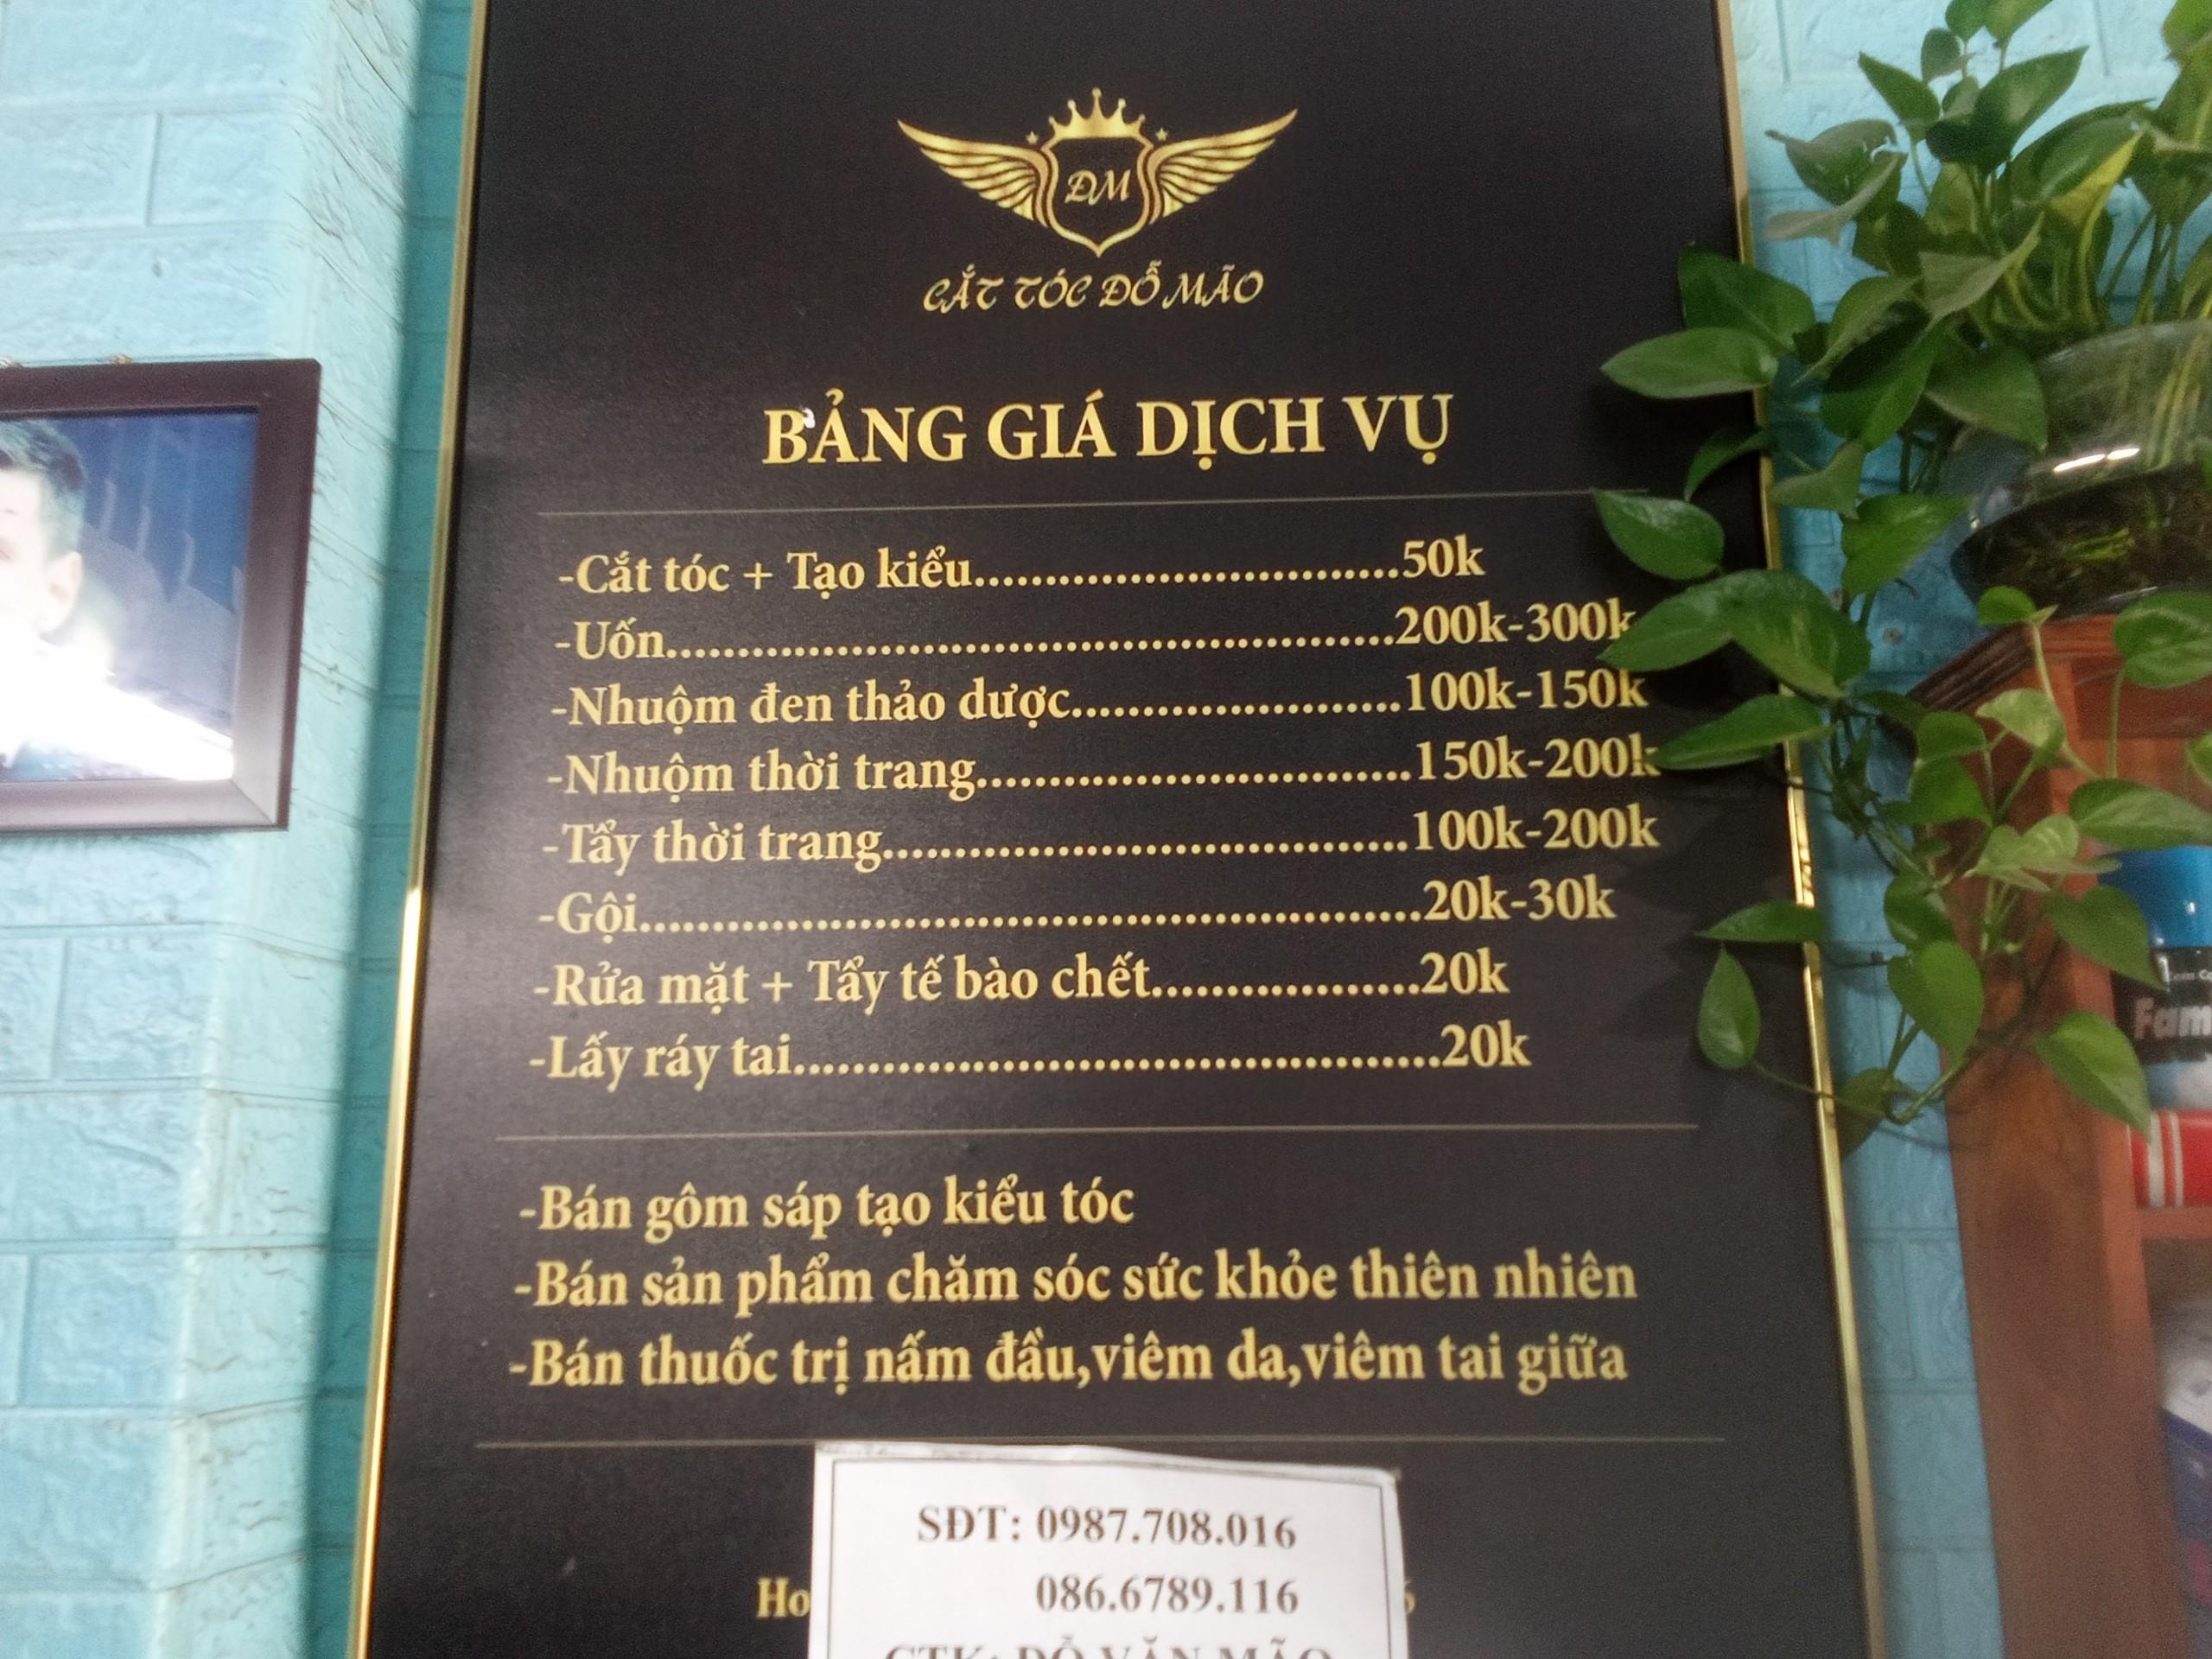 ĐM
CẮT TÓC ĐỖ MÃO
BẢNG GIÁ DỊCH VỤ
-Cắt tóc + Tạo kiểu..............................50k
-Uốn...................................................200k-300k
-Nhuộm đen thảo dược.......................100k-150k
-Nhuộm thời trang..............................150k-200k
-Tẩy thời trang.....................................100k-200k
-Gội.......................................................20k-30k
-Rửa mặt + Tẩy tế bào chết...................20k
-Lấy ráy tai.............................................20k
-Bán gôm sáp tạo kiểu tóc
-Bán sản phẩm chăm sóc sức khỏe thiên nhiên
-Bán thuốc trị nấm đầu,viêm da,viêm tai giữa
SĐT: 0987.708.016
086.6789.116
CTK: ĐỖ VĂN MÃO